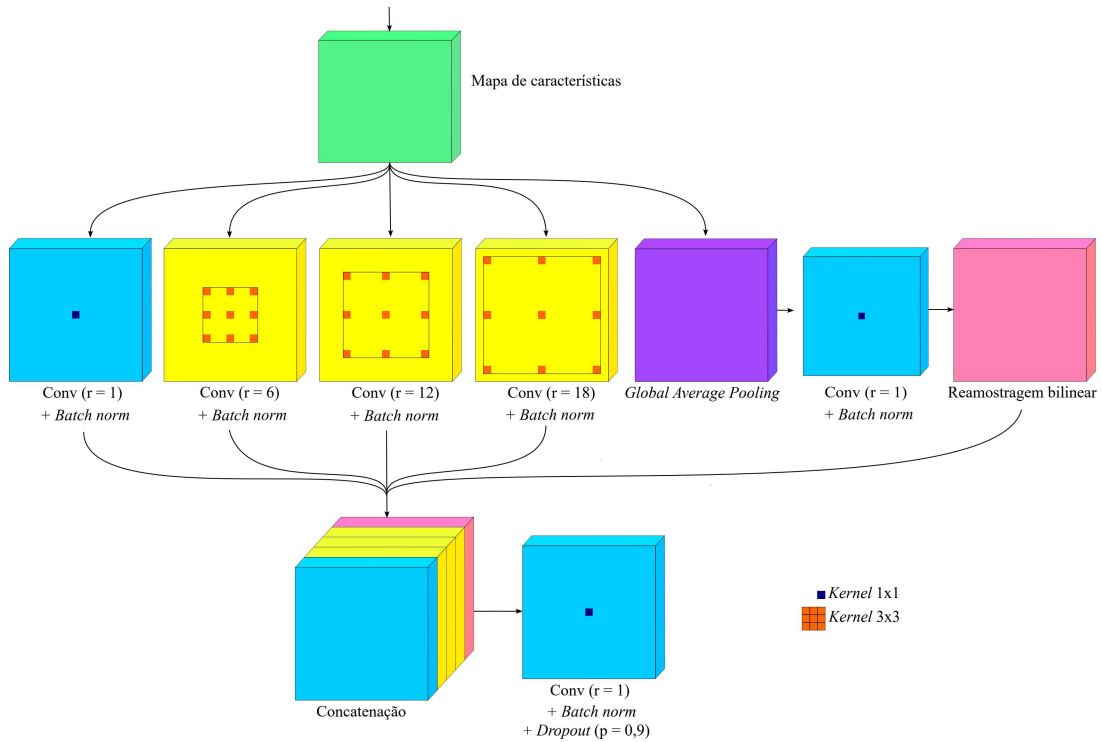 Mapa de características
Conv (r = 1)
+ Batch norm
Conv (r = 6)
+ Batch norm
Conv (r = 12)
+ Batch norm
Conv (r = 18)
+ Batch norm
Global Average Pooling
Conv (r = 1)
+ Batch norm
Reamostragem bilinear
Concatenação
Conv (r = 1)
+ Batch norm
+ Dropout (p = 0,9)
Kernel 1x1
Kernel 3x3